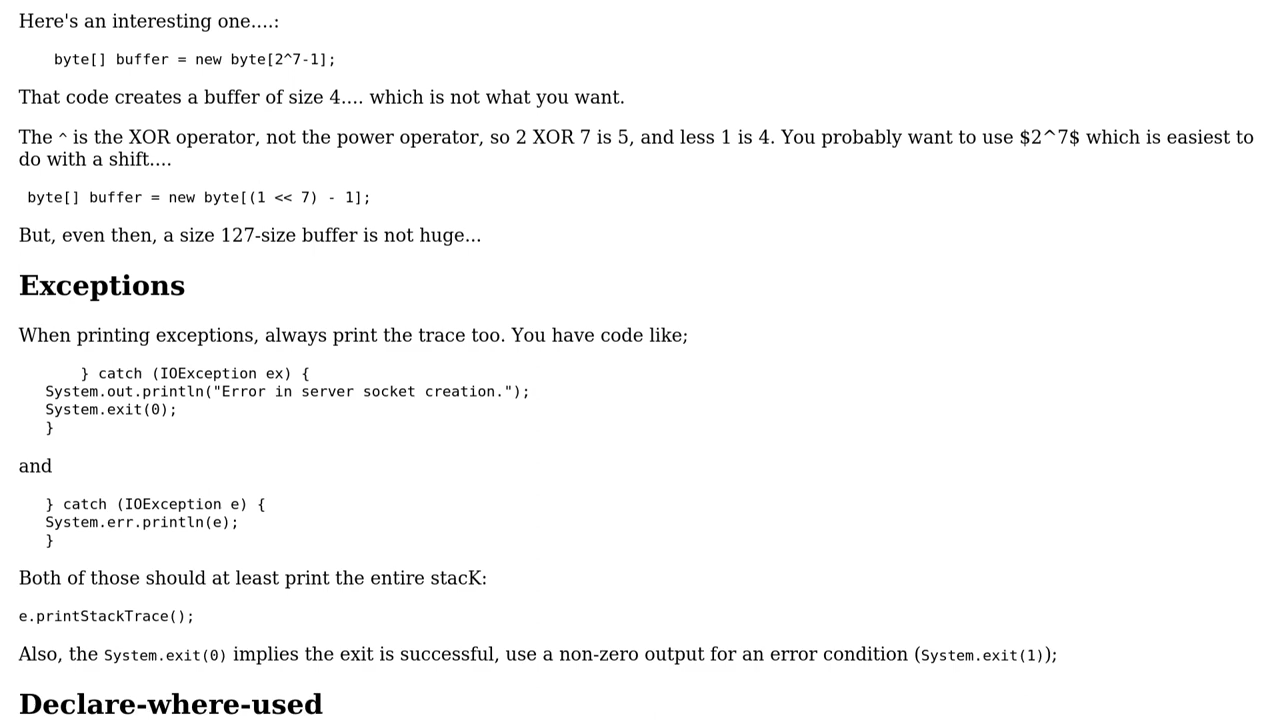 Here's an interesting one....:
byte[] buffer = new byte[2^7-1];
That code creates a buffer of size 4.... which is not what you want.
The ^ is the XOR operator, not the power operator, so 2 XOR 7 is 5, and less 1 is 4. You probably want to use $2^7$ which is easiest to
do with a shift....
byte[] buffer = new byte[(1 << 7) - 1];
But, even then, a size 127-size buffer is not huge...
Exceptions
When printing exceptions, always print the trace too. You have code like;
} catch (IOException ex) {
System.out.println("Error in server socket creation.");
System.exit(0);
}
and
} catch (IOException e) {
System.err.println(e);
}
Both of those should at least print the entire stacK:
e.printStackTrace();
Also, the System.exit(0) implies the exit is successful, use a non-zero output for an error condition (System.exit(1));
Declare-where-used